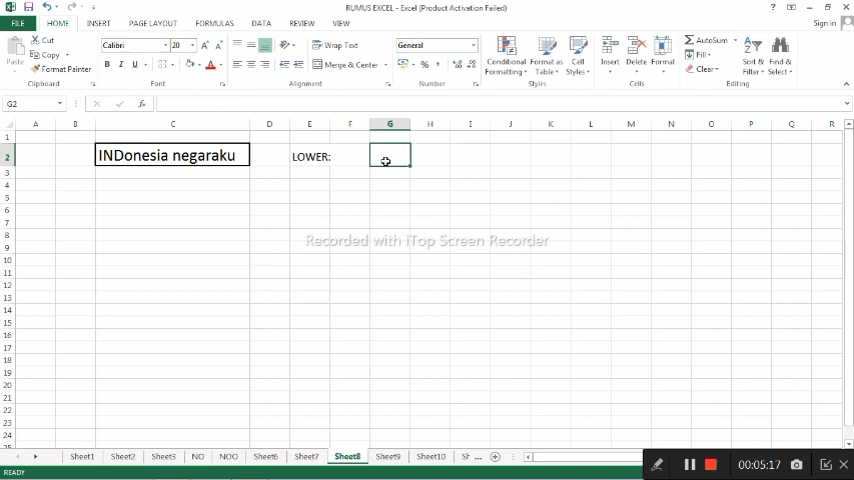 RUMUS EXCEL - Excel (Product Activation Failed)
FILE HOME INSERT PAGE LAYOUT FORMULAS DATA REVIEW VIEW Sign in
Cut
Copy
Format Painter
Paste
Clipboard
Calibri 20
B I U
Font
Wrap Text
Merge & Center
Alignment
General
% ,
Number
Conditional Formatting
Format as Table
Cell Styles
Styles
Insert Delete Format
Cells
AutoSum
Fill
Clear
Sort & Filter
Find & Select
Editing
G2 fx
A B C D E F G H I J K L M N O P Q R
1
2 INDonesia negaraku LOWER:
3
4
5
6
7
8
Recorded with iTop Screen Recorder
9
10
11
12
13
14
15
16
17
18
19
20
21
22
23
24
Sheet1 Sheet2 Sheet3 NO NOO Sheet6 Sheet7 Sheet8 Sheet9 Sheet10 SH ...
READY
00:05:17